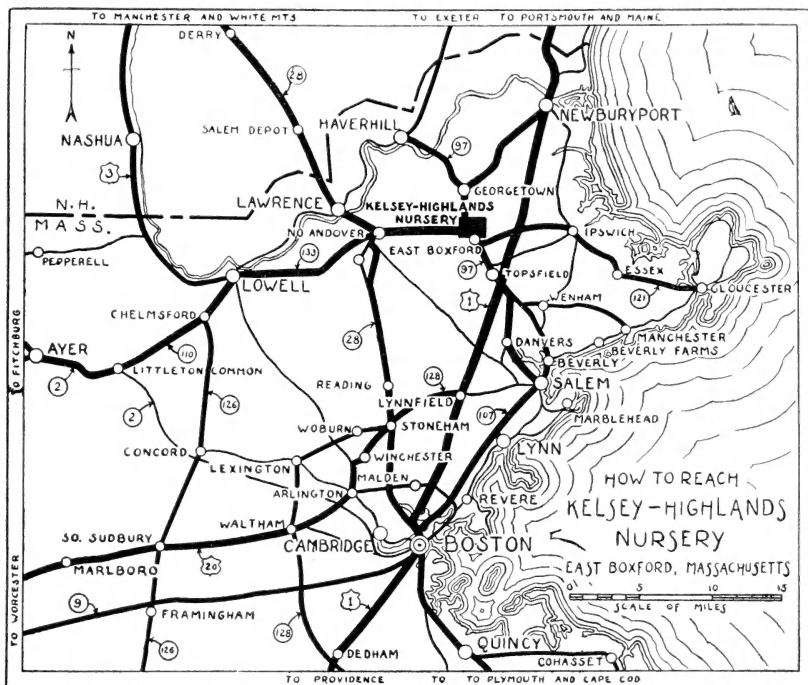 TO MANCHESTER AND WHITE MTS
TO EXETER
TO PORTSMOUTH AND MAINE
DERRY
N
28
NEWBURYPORT
SALEM DEPOT
HAVERHILL
NASHUA
97
3
GEORGETOWN
LAWRENCE
KELSEY-HIGHLANDS
NURSERY
N.H.
MASS.
NO ANDOVER
IPSWICH
EAST BOXFORD
PEPPERELL
133
97
TOPSFIELD
ESSEX
LOWELL
121
GLOUCESTER
1
WENHAM
CHELMSFORD
MANCHESTER
28
DANVERS
BEVERLY FARMS
AYER
110
BEVERLY
TO FITCHBURG
2
LITTLETON COMMON
READING
128
SALEM
126
LYNNFIELD
2
107
MARBLEHEAD
WOBURN
STONEHAM
CONCORD
WINCHESTER
LYNN
LEXINGTON
MALDEN
HOW TO REACH
ARLINGTON
REVERE
KELSEY-HIGHLANDS
NURSERY
SO. SUDBURY
WALTHAM
CAMBRIDGE
BOSTON
EAST BOXFORD, MASSACHUSETTS
MARLBORO
20
0 5 10 15
SCALE OF MILES
9
1
TO WORCESTER
FRAMINGHAM
126
128
DEDHAM
QUINCY
COHASSET
TO PROVIDENCE
TO
TO PLYMOUTH AND CAPE COD